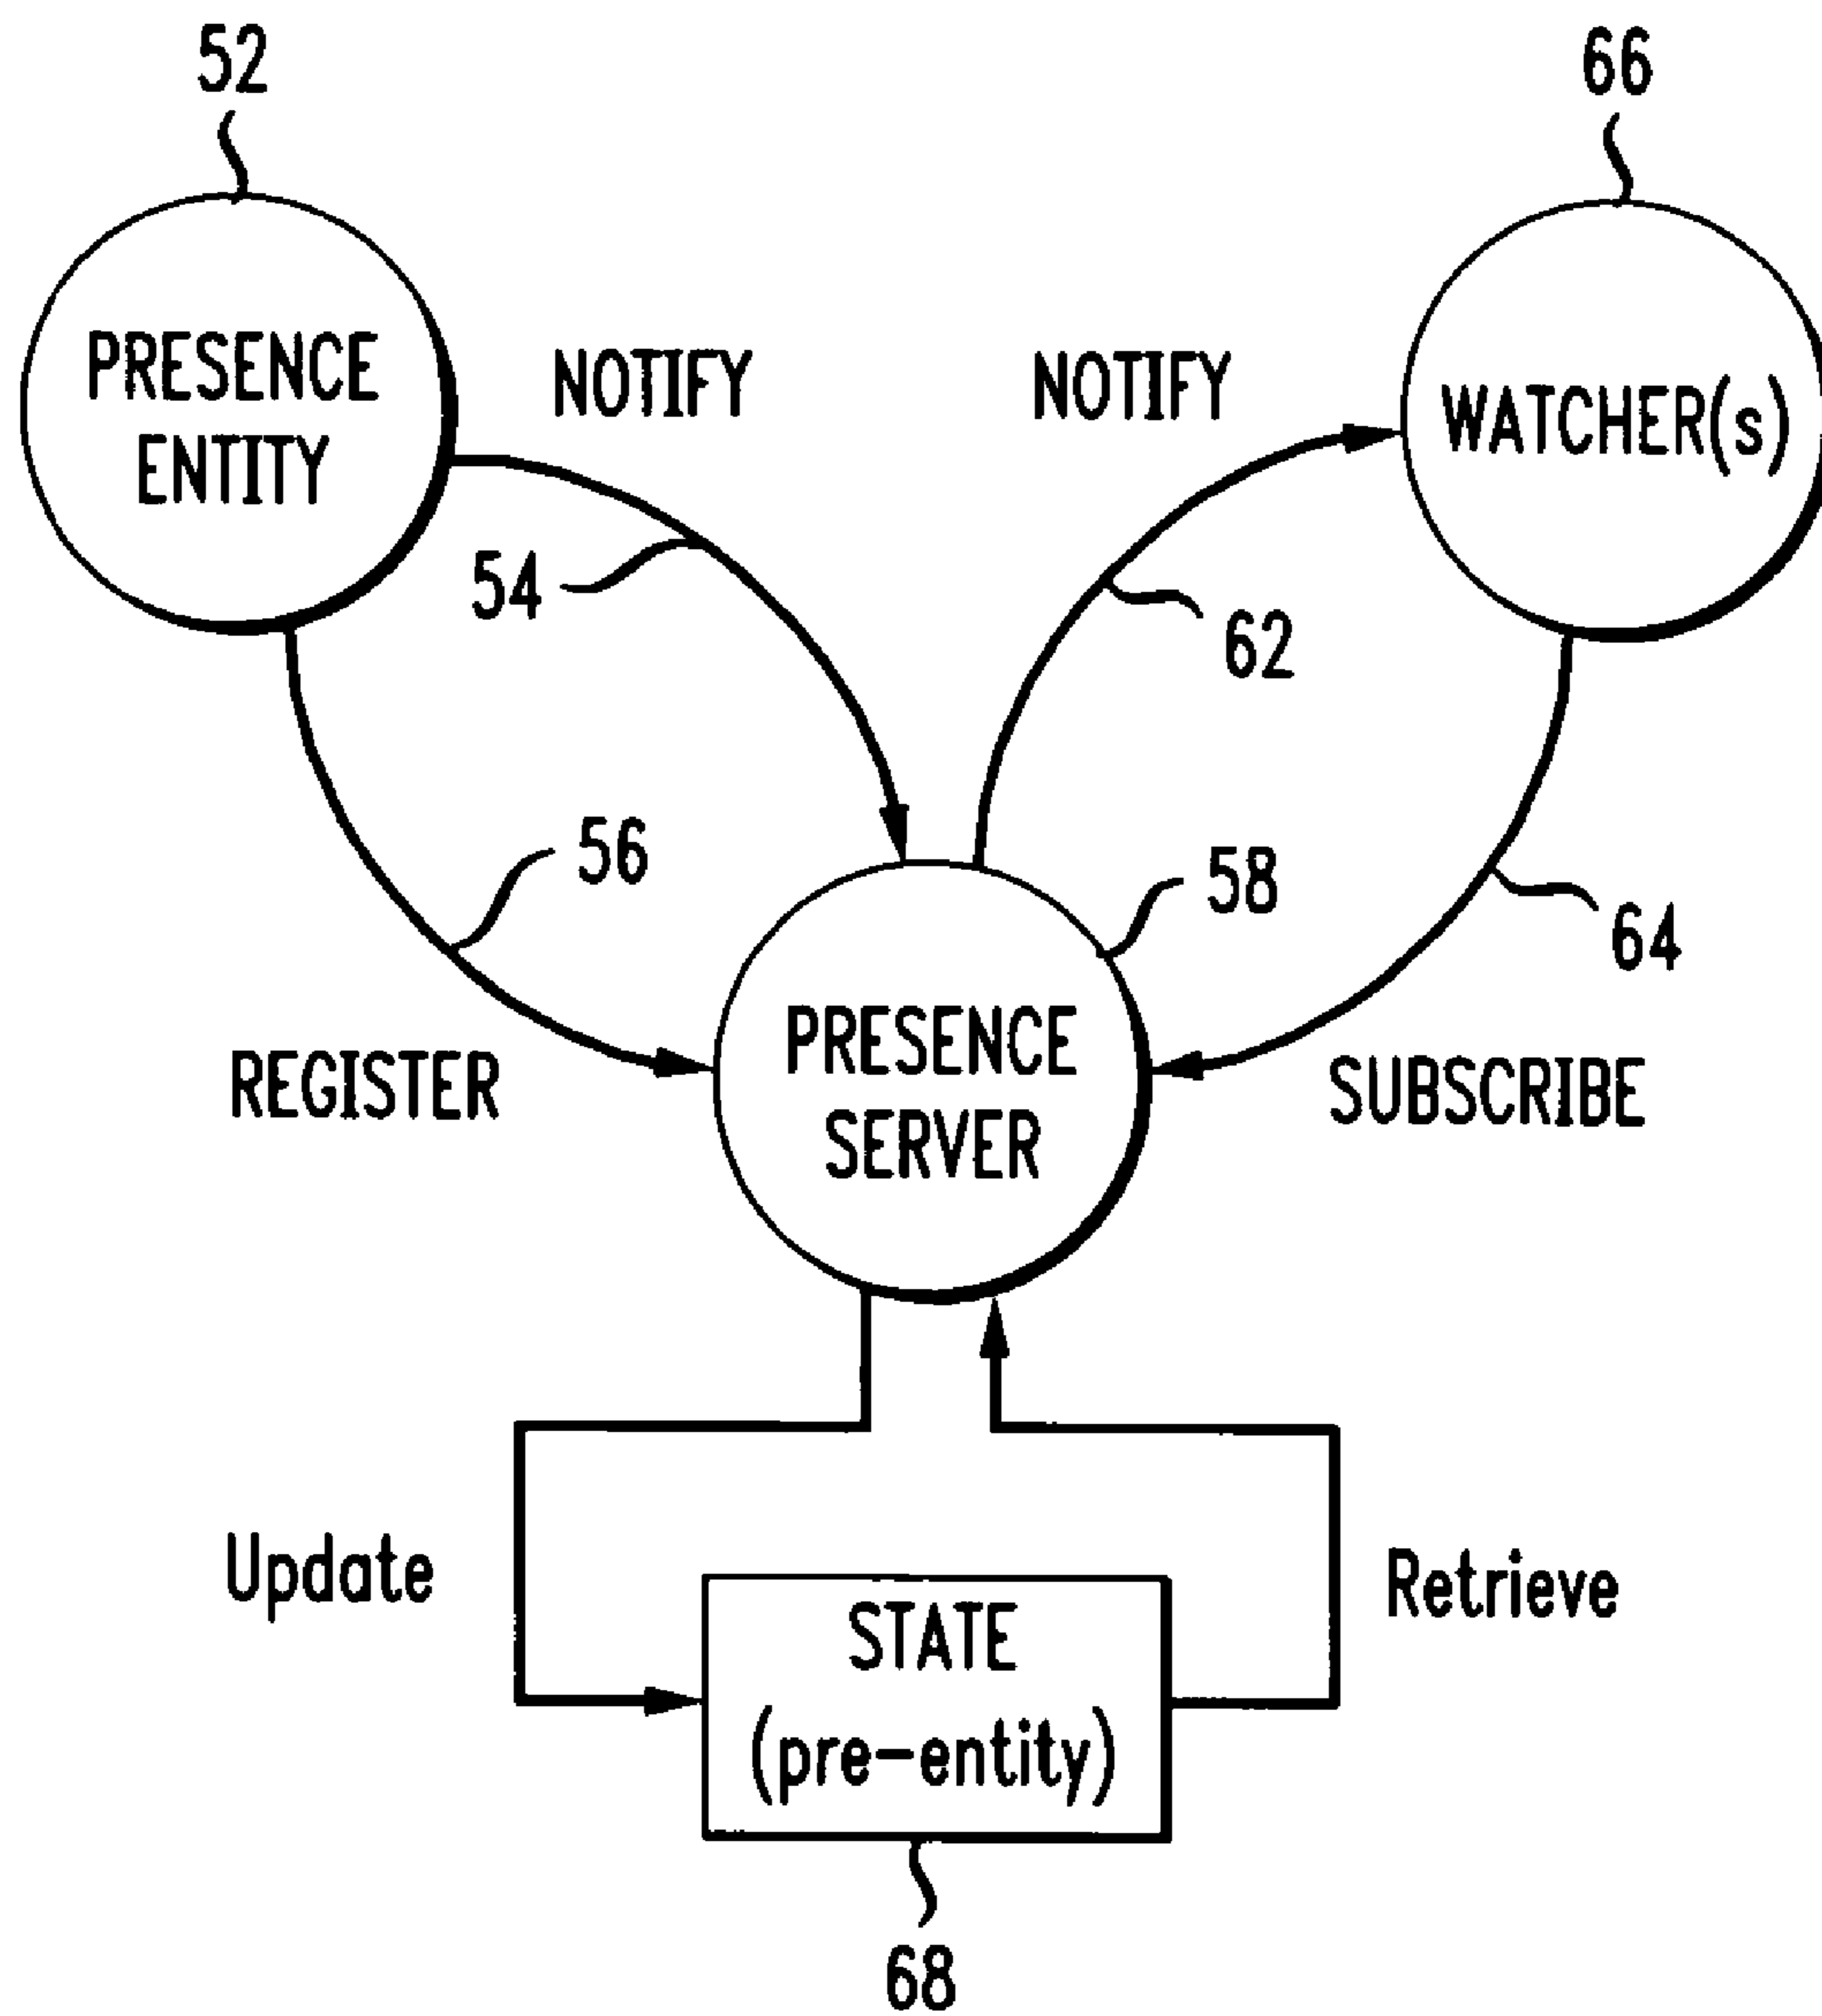 52
66
PRESENCE
ENTITY
NOTIFY
NOTIFY
WATCHER(s)
54
62
56
58
64
REGISTER
PRESENCE
SERVER
SUBSCRIBE
Update
Retrieve
STATE
(pre-entity)
68